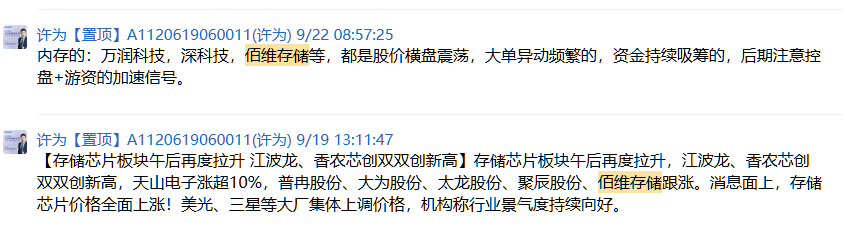 许为【置顶】A1120619060011(许为) 9/22 08:57:25
内存的：万润科技，深科技，佰维存储等，都是股价横盘震荡，大单异动频繁的，资金持续吸筹的，后期注意控
盘+游资的加速信号。
许为【置顶】A1120619060011(许为) 9/19 13:11:47
【存储芯片板块午后再度拉升 江波龙、香农芯创双双创新高】存储芯片板块午后再度拉升，江波龙、香农芯创
双双创新高，天山电子涨超10%，普冉股份、大为股份、太龙股份、聚辰股份、佰维存储跟涨。消息面上，存储
芯片价格全面上涨！美光、三星等大厂集体上调价格，机构称行业景气度持续向好。